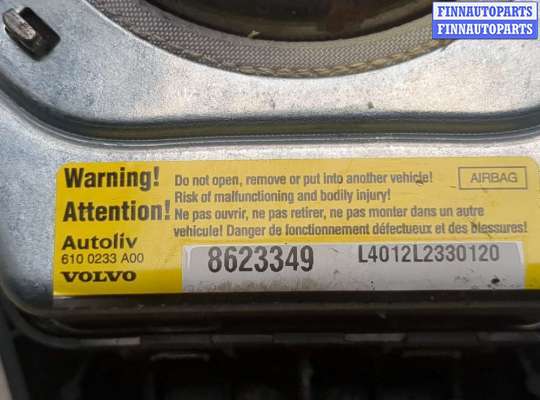 FINNAUTOPARTS
FINNAUTOPARTS
Warning!
Do not open, remove or put into another vehicle!
Risk of malfunctioning and bodily injury!
AIRBAG
Attention!
Ne pas ouvrir, ne pas retirer, ne pas monter dans un autre
vehicule! Danger de fonctionnement défectueux et des blessures!
Autoliv
610 0233 A00
VOLVO
8623349
L4012L2330120